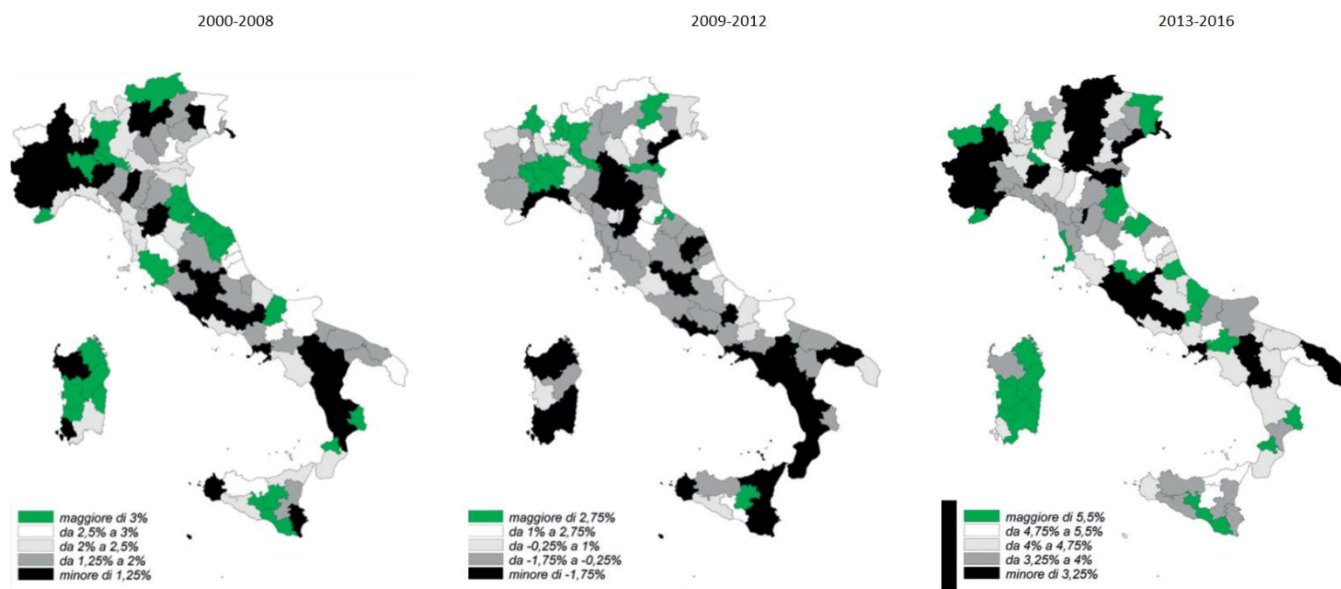 2000-2008
2009-2012
2013-2016
maggiore di 3%
da 2,5% a 3%
da 2% a 2,5%
da 1,25% a 2%
minore di 1,25%
maggiore di 2,75%
da 1% a 2,75%
da -0,25% a 1%
da -1,75% a -0,25%
minore di -1,75%
maggiore di 5,5%
da 4,75% a 5,5%
da 4% a 4,75%
da 3,25% a 4%
minore di 3,25%